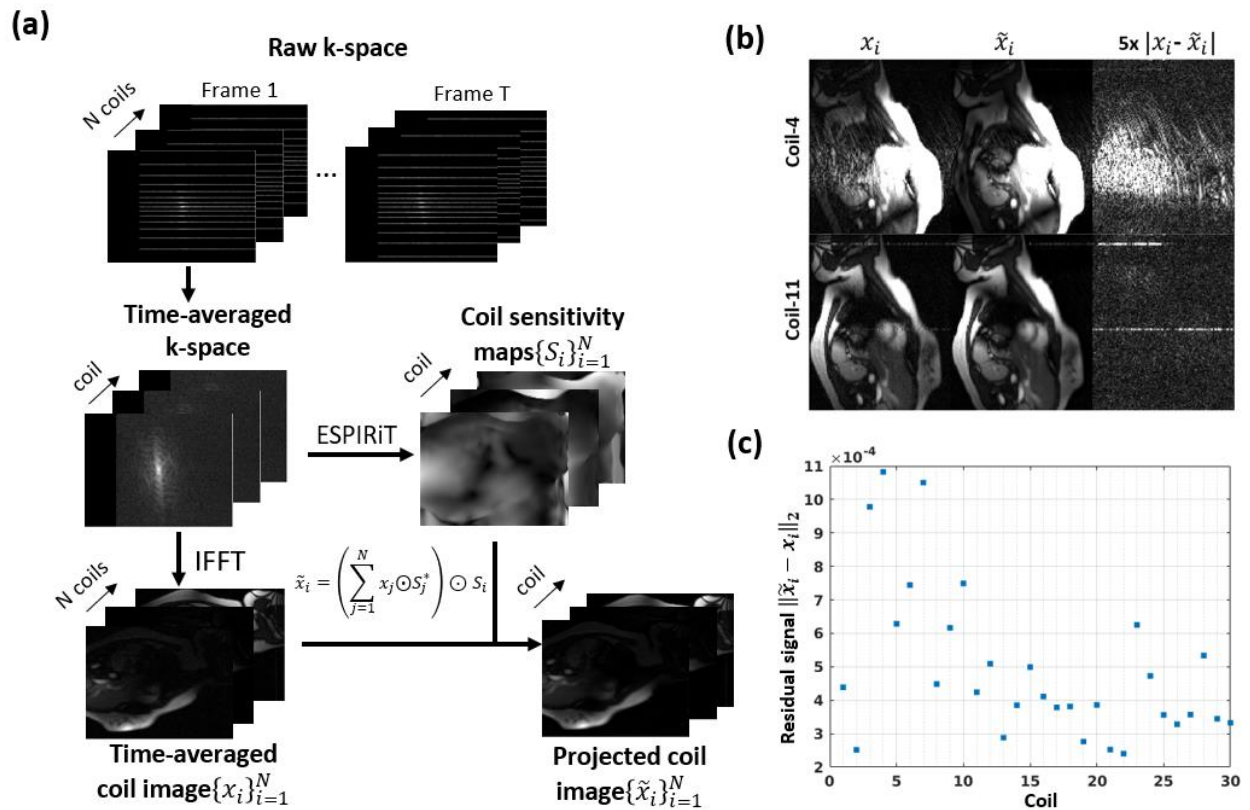 (a)
Raw k-space
N coils
Frame 1
Frame T
...
Time-averaged
k-space
coil
Coil sensitivity
maps{S_i}_{i=1}^N
coil
ESPIRiT
IFFT
N coils
x̃_i = (∑_{j=1}^N x_j⊙S_j^*) ⊙ S_i
coil
Time-averaged
coil image{x_i}_{i=1}^N
Projected coil
image{x̃_i}_{i=1}^N
(b)
x_i
x̃_i
5x |x_i- x̃_i|
Coil-4
Coil-11
(c)
×10^-4
11
10
9
8
7
6
5
4
3
2
0
5
10
15
20
25
30
Residual signal ||x̃_i − x_i||_2
Coil